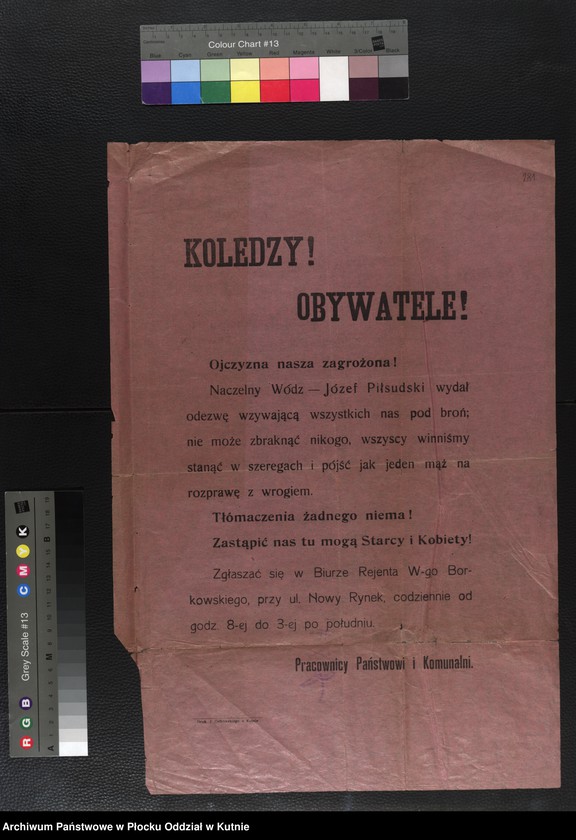 Colour Chart #13
Blue Cyan Green Yellow Red Magenta White 3/Color Black
KOLEDZY!
OBYWATELE!
Ojczyzna nasza zagrożona!
Naczelny Wódz — Józef Piłsudski wydał
odezwę wzywającą wszystkich nas pod broń;
nie może zbraknąć nikogo, wszyscy winniśmy
stanąć w szeregach i pójść jak jeden mąż na
rozprawę z wrogiem.
Tłómaczenia żadnego niema!
Zastąpić nas tu mogą Starcy i Kobiety!
Zgłaszać się w Biurze Rejenta W-go Bor-
kowskiego, przy ul. Nowy Rynek, codziennie od
godz. 8-ej do 3-ej po południu.
Pracownicy Państwowi i Komunalni.
Grey Scale #13
R G B C M Y K
A M B
Archiwum Państwowe w Płocku Oddział w Kutnie